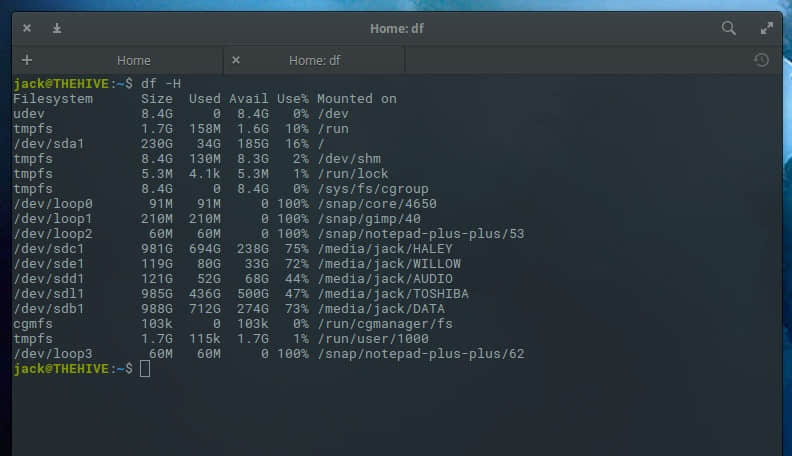 Home: df
Home
Home: df
jack@THEHIVE:~$ df -H
Filesystem      Size  Used Avail Use% Mounted on
udev            8.4G     0  8.4G   0% /dev
tmpfs           1.7G  158M  1.6G  10% /run
/dev/sda1       230G   34G  185G  16% /
tmpfs           8.4G  130M  8.3G   2% /dev/shm
tmpfs           5.3M  4.1k  5.3M   1% /run/lock
tmpfs           8.4G     0  8.4G   0% /sys/fs/cgroup
/dev/loop0       91M   91M     0 100% /snap/core/4650
/dev/loop1      210M  210M     0 100% /snap/gimp/40
/dev/loop2       60M   60M     0 100% /snap/notepad-plus-plus/53
/dev/sdc1       981G  694G  238G  75% /media/jack/HALEY
/dev/sde1       119G   80G   33G  72% /media/jack/WILLOW
/dev/sdd1       121G   52G   68G  44% /media/jack/AUDIO
/dev/sdl1       985G  436G  500G  47% /media/jack/TOSHIBA
/dev/sdb1       988G  712G  274G  73% /media/jack/DATA
cgmfs           103k     0  103k   0% /run/cgmanager/fs
tmpfs           1.7G  115k  1.7G   1% /run/user/1000
/dev/loop3       60M   60M     0 100% /snap/notepad-plus-plus/62
jack@THEHIVE:~$